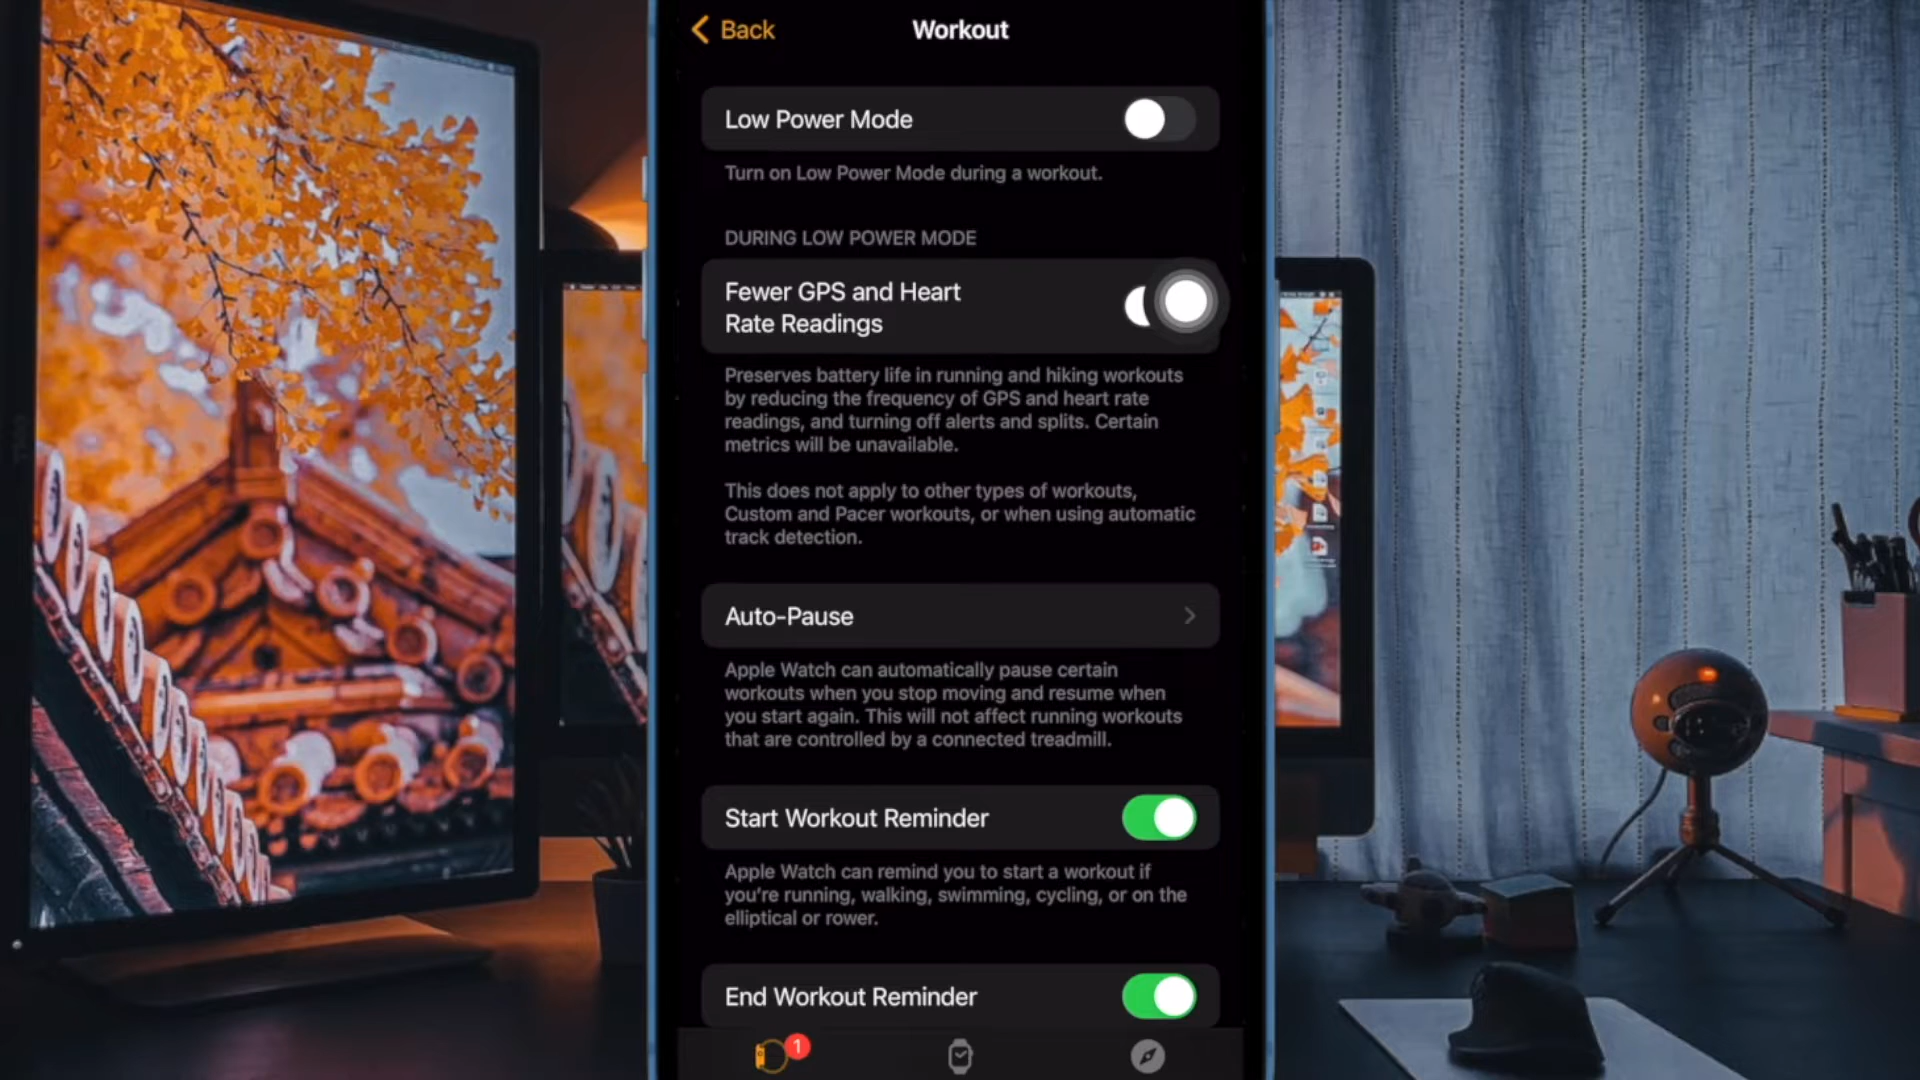 Back
Workout
Low Power Mode
Turn on Low Power Mode during a workout.
DURING LOW POWER MODE
Fewer GPS and Heart
Rate Readings
Preserves battery life in running and hiking workouts
by reducing the frequency of GPS and heart rate
readings, and turning off alerts and splits. Certain
metrics will be unavailable.
This does not apply to other types of workouts,
Custom and Pacer workouts, or when using automatic
track detection.
Auto-Pause
Apple Watch can automatically pause certain
workouts when you stop moving and resume when
you start again. This will not affect running workouts
that are controlled by a connected treadmill.
Start Workout Reminder
Apple Watch can remind you to start a workout if
you're running, walking, swimming, cycling, or on the
elliptical or rower.
End Workout Reminder
1